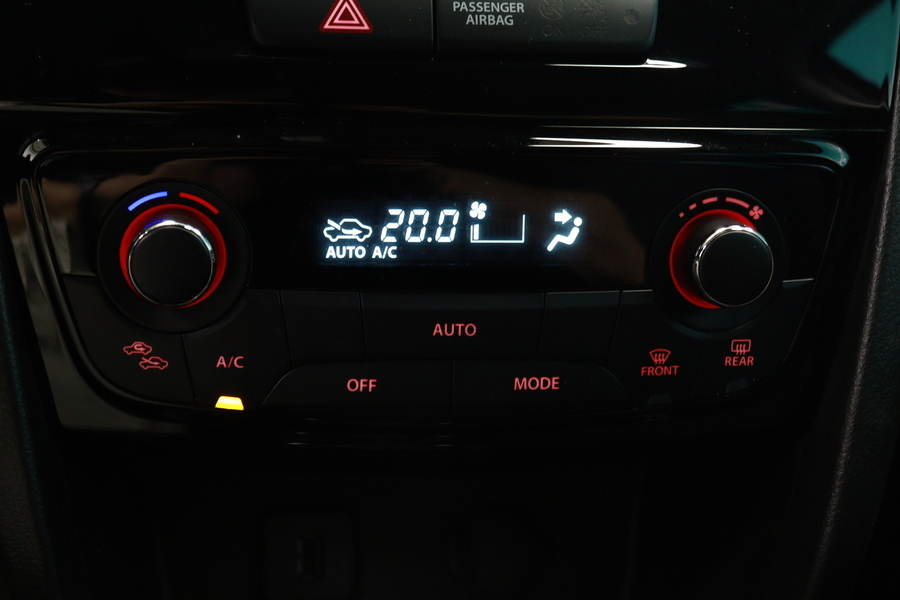 PASSENGER
AIRBAG
20.0
AUTO A/C
AUTO
A/C
OFF
MODE
FRONT
REAR